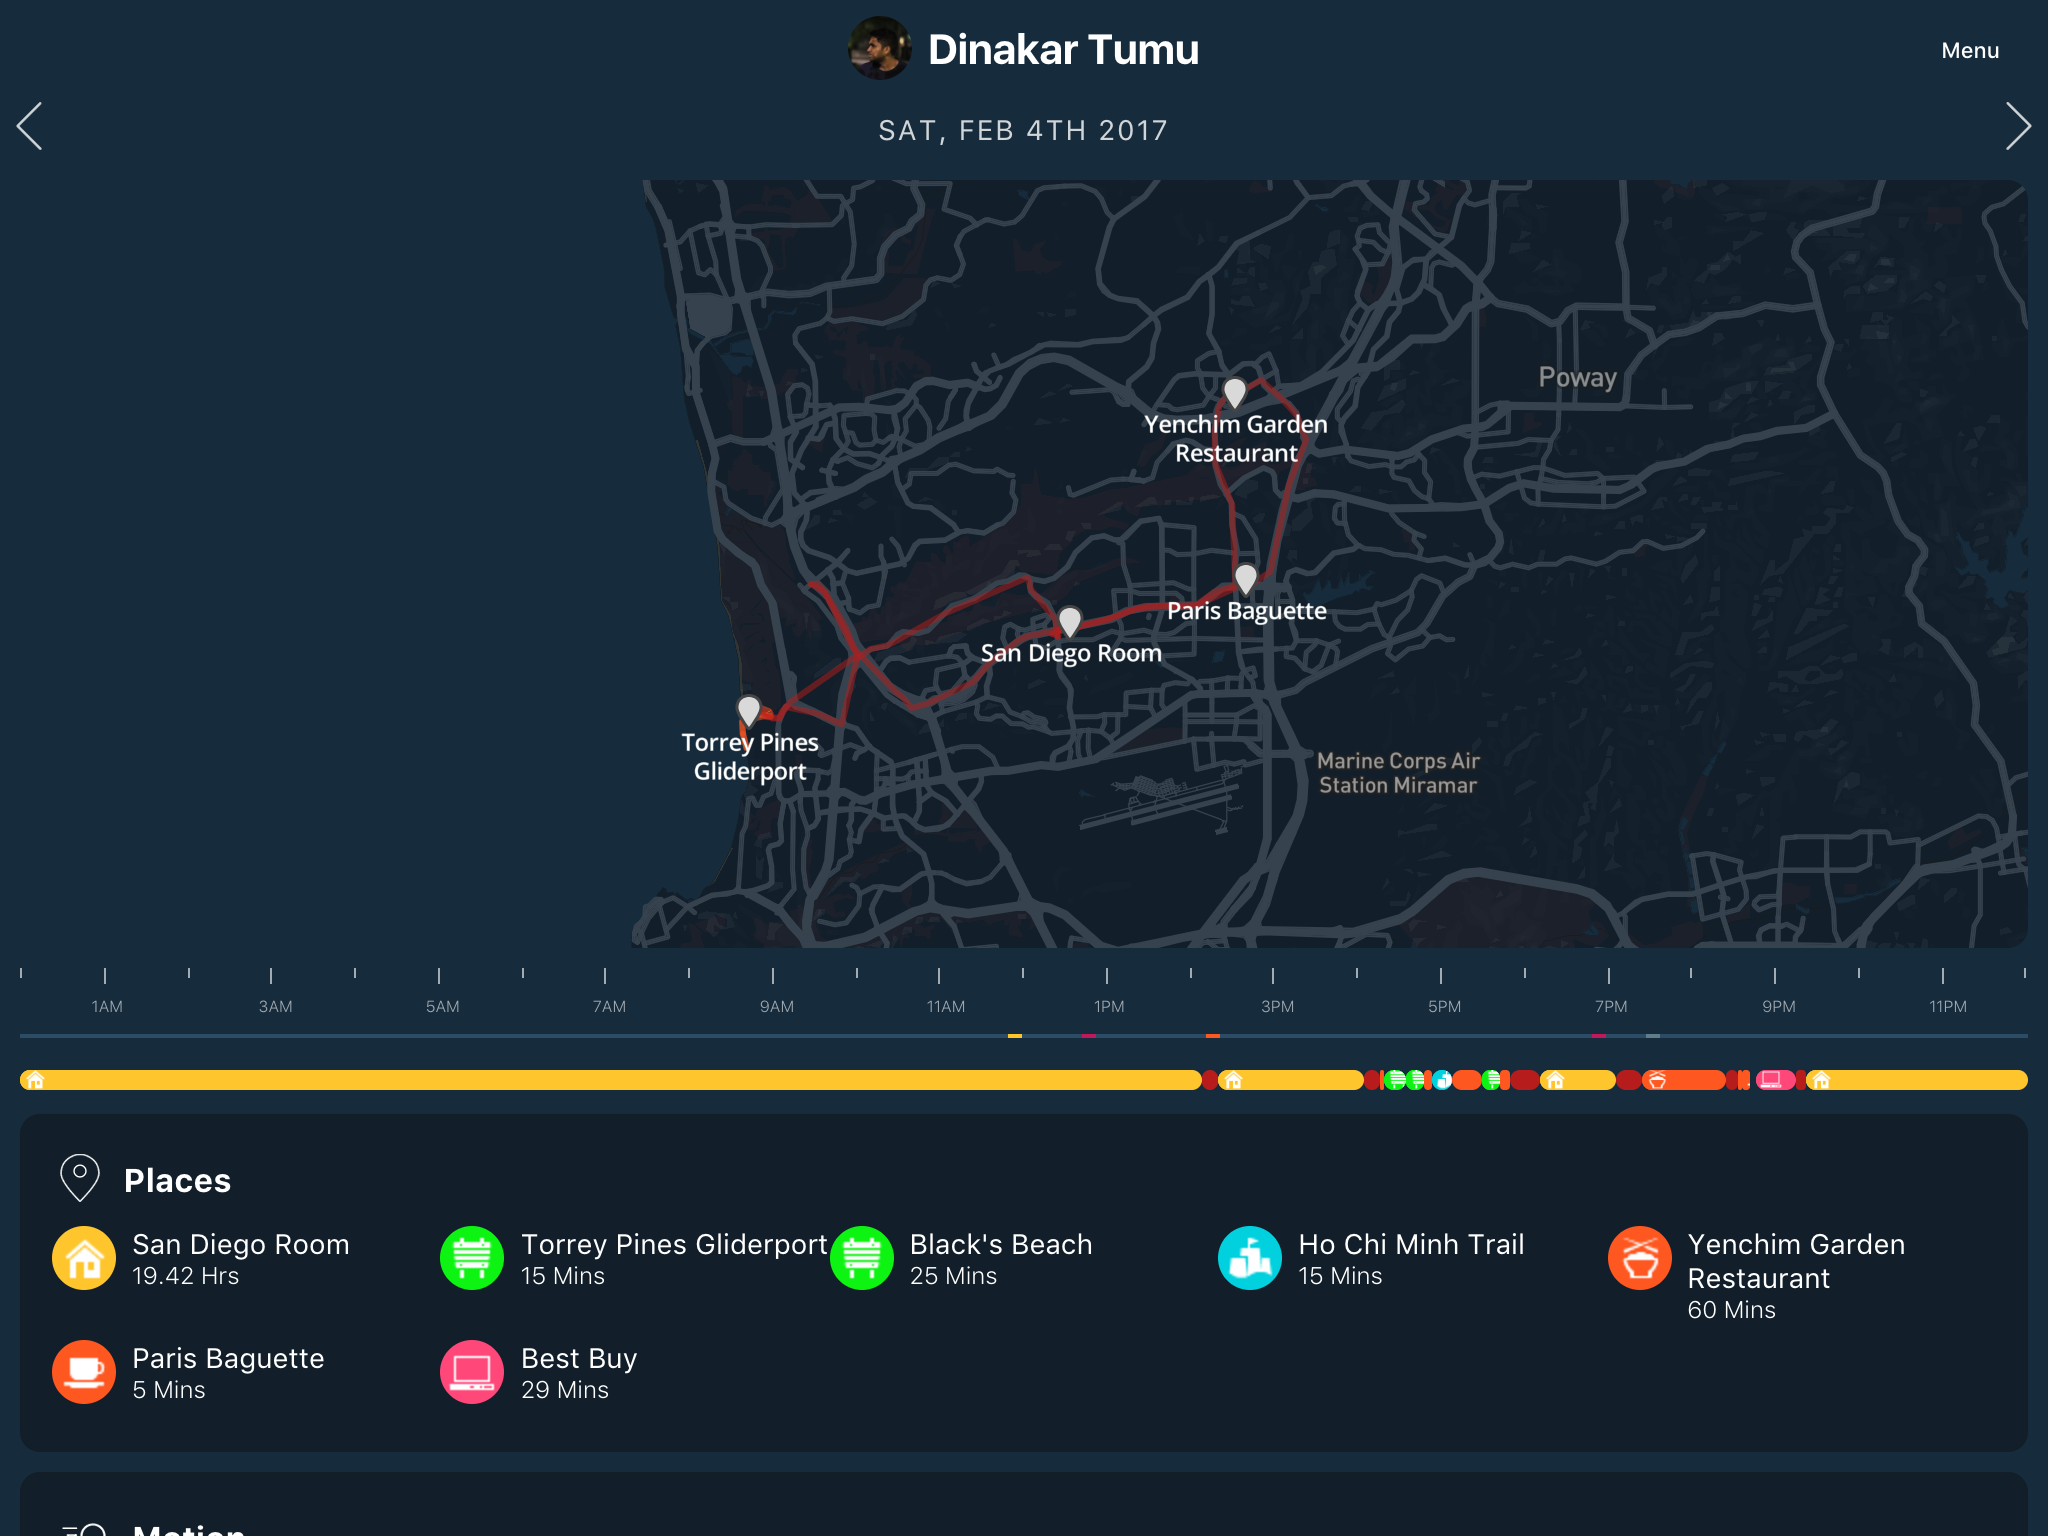 Dinakar Tumu
Menu
SAT, FEB 4TH 2017
Poway
Yenchim Garden
Restaurant
Paris Baguette
San Diego Room
Torrey Pines
Gliderport
Marine Corps Air
Station Miramar
1AM 3AM 5AM 7AM 9AM 11AM 1PM 3PM 5PM 7PM 9PM 11PM
Places
San Diego Room
19.42 Hrs
Torrey Pines Gliderport
15 Mins
Black's Beach
25 Mins
Ho Chi Minh Trail
15 Mins
Yenchim Garden
Restaurant
60 Mins
Paris Baguette
5 Mins
Best Buy
29 Mins
Motion